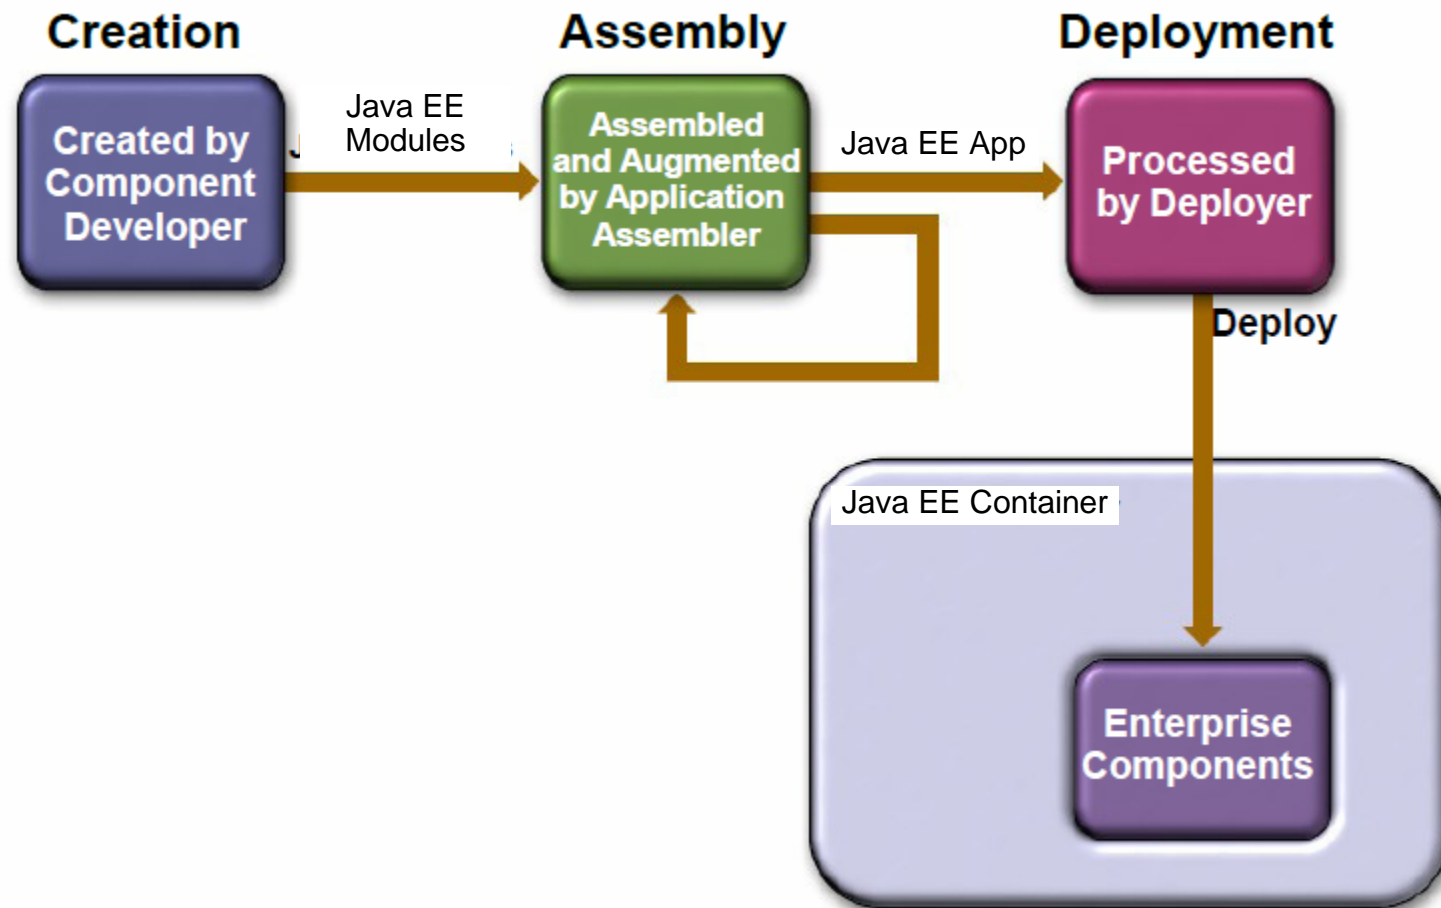 Creation
Assembly
Deployment
Created by
Component
Developer
Java EE
Modules
Assembled
and Augmented
by Application
Assembler
Java EE App
Processed
by Deployer
Deploy
Java EE Container
Enterprise
Components